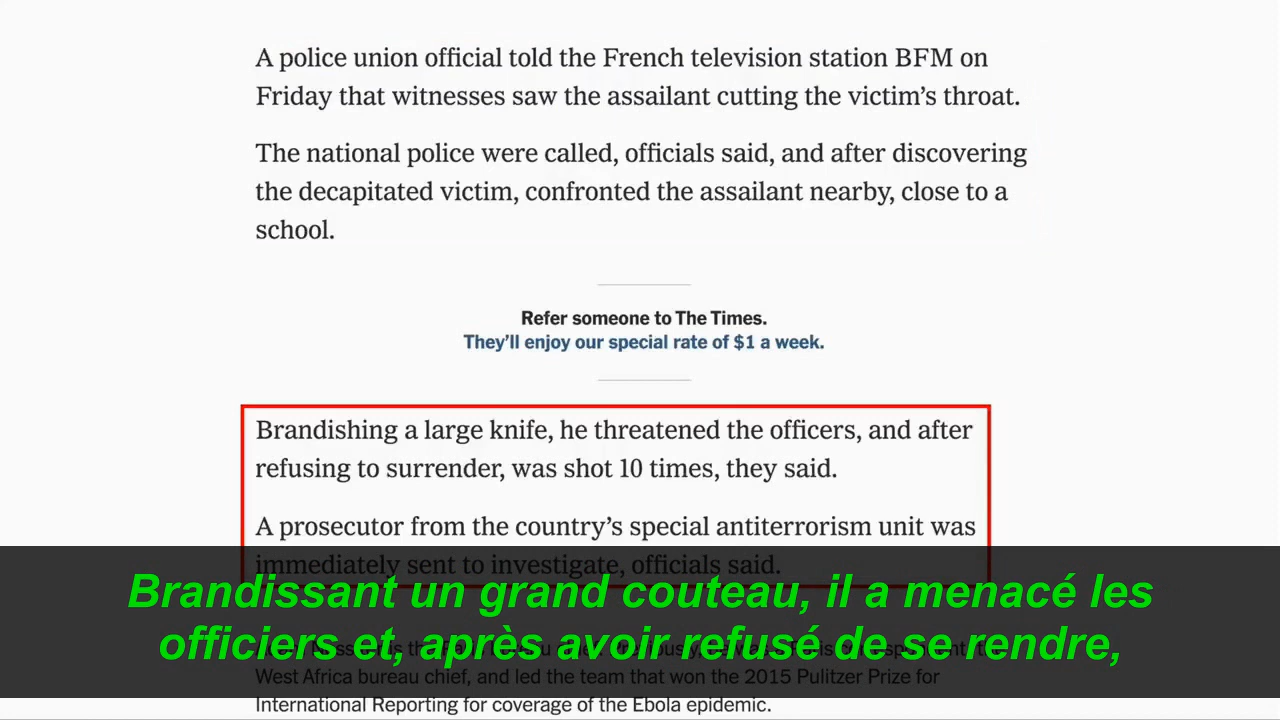 A police union official told the French television station BFM on
Friday that witnesses saw the assailant cutting the victim's throat.
The national police were called, officials said, and after discovering
the decapitated victim, confronted the assailant nearby, close to a
school.
Refer someone to The Times.
They'll enjoy our special rate of $1 a week.
Brandishing a large knife, he threatened the officers, and after
refusing to surrender, was shot 10 times, they said.
A prosecutor from the country's special antiterrorism unit was
immediately sent to investigate, officials said.
Brandissant un grand couteau, il a menacé les
officiers et, après avoir refusé de se rendre,
West Africa bureau chief, and led the team that won the 2015 Pulitzer Prize for
International Reporting for coverage of the Ebola epidemic.